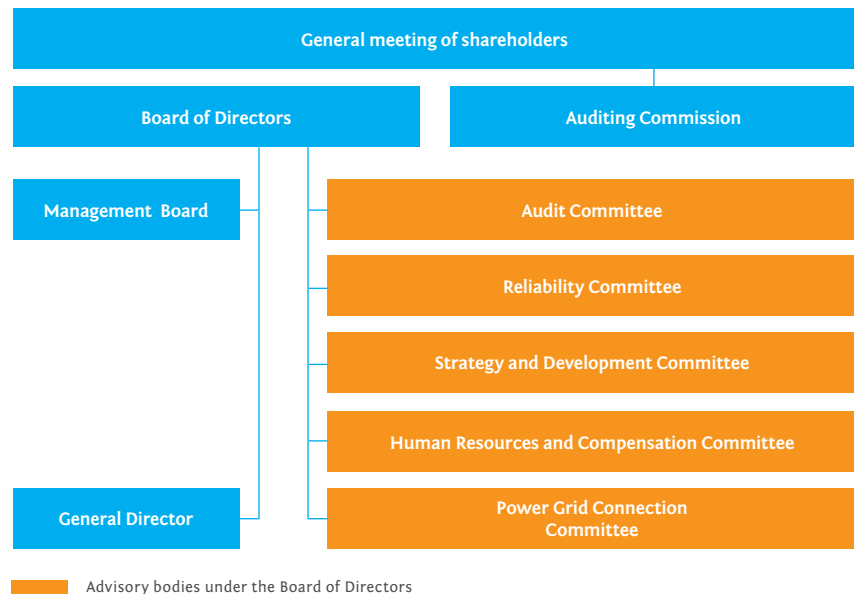 General meeting of shareholders
Board of Directors
Auditing Commission
Management Board
Audit Committee
Reliability Committee
Strategy and Development Committee
Human Resources and Compensation Committee
General Director
Power Grid Connection
Committee
Advisory bodies under the Board of Directors